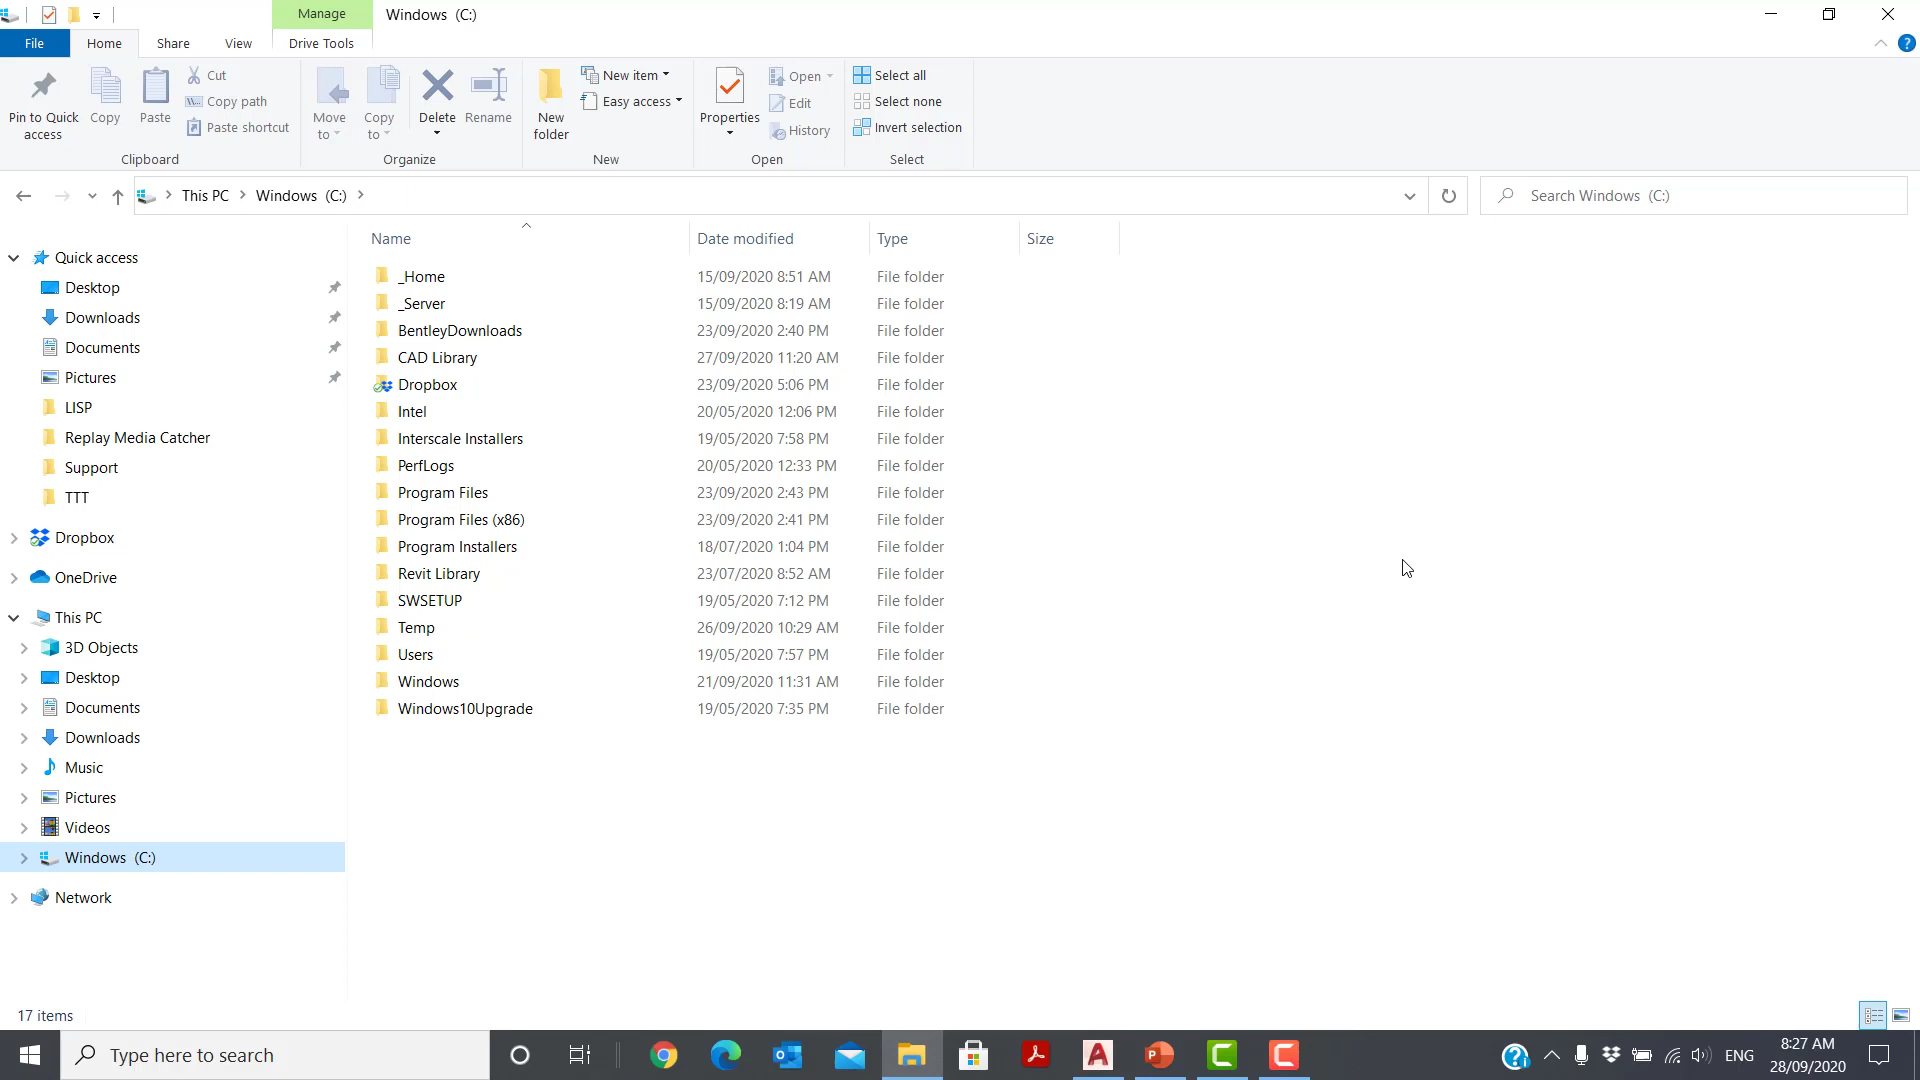 Manage
Windows  (C:)
File
Home
Share
View
Drive Tools
Pin to Quick access
Copy
Paste
Cut
Copy path
Paste shortcut
Clipboard
Move to
Copy to
Delete
Rename
Organize
New folder
New item
Easy access
New
Properties
Open
Edit
History
Open
Select all
Select none
Invert selection
Select
This PC
Windows  (C:)
Search Windows  (C:)
Name Date modified Type Size
Quick access
Desktop
Downloads
Documents
Pictures
LISP
Replay Media Catcher
Support
TTT
Dropbox
OneDrive
This PC
3D Objects
Desktop
Documents
Downloads
Music
Pictures
Videos
Windows  (C:)
Network
_Home 15/09/2020 8:51 AM File folder
_Server 15/09/2020 8:19 AM File folder
BentleyDownloads 23/09/2020 2:40 PM File folder
CAD Library 27/09/2020 11:20 AM File folder
Dropbox 23/09/2020 5:06 PM File folder
Intel 20/05/2020 12:06 PM File folder
Interscale Installers 19/05/2020 7:58 PM File folder
PerfLogs 20/05/2020 12:33 PM File folder
Program Files 23/09/2020 2:43 PM File folder
Program Files (x86) 23/09/2020 2:41 PM File folder
Program Installers 18/07/2020 1:04 PM File folder
Revit Library 23/07/2020 8:52 AM File folder
SWSETUP 19/05/2020 7:12 PM File folder
Temp 26/09/2020 10:29 AM File folder
Users 19/05/2020 7:57 PM File folder
Windows 21/09/2020 11:31 AM File folder
Windows10Upgrade 19/05/2020 7:35 PM File folder
17 items
Type here to search
ENG
8:27 AM
28/09/2020